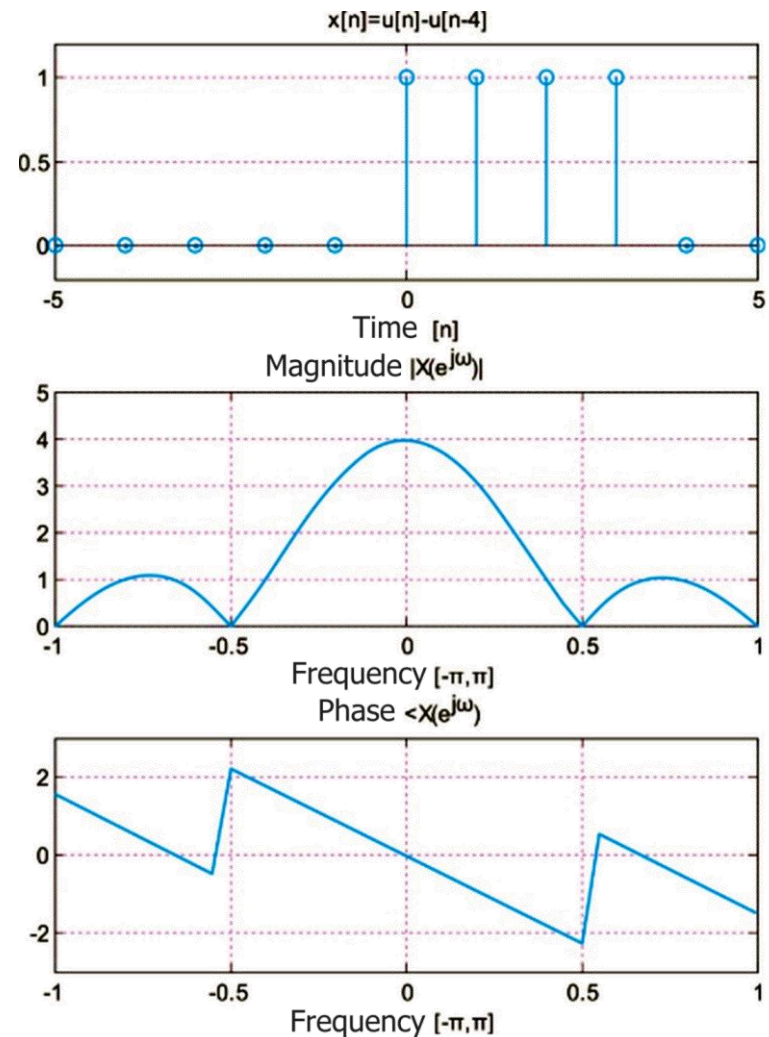 x[n]=u[n]-u[n-4]
1
0.5
0
-5 0 5
Time [n]
Magnitude |X(e^jω)|
5
4
3
2
1
0
-1 -0.5 0 0.5 1
Frequency [-π,π]
Phase <X(e^jω)
2
0
-2
-1 -0.5 0 0.5 1
Frequency [-π,π]